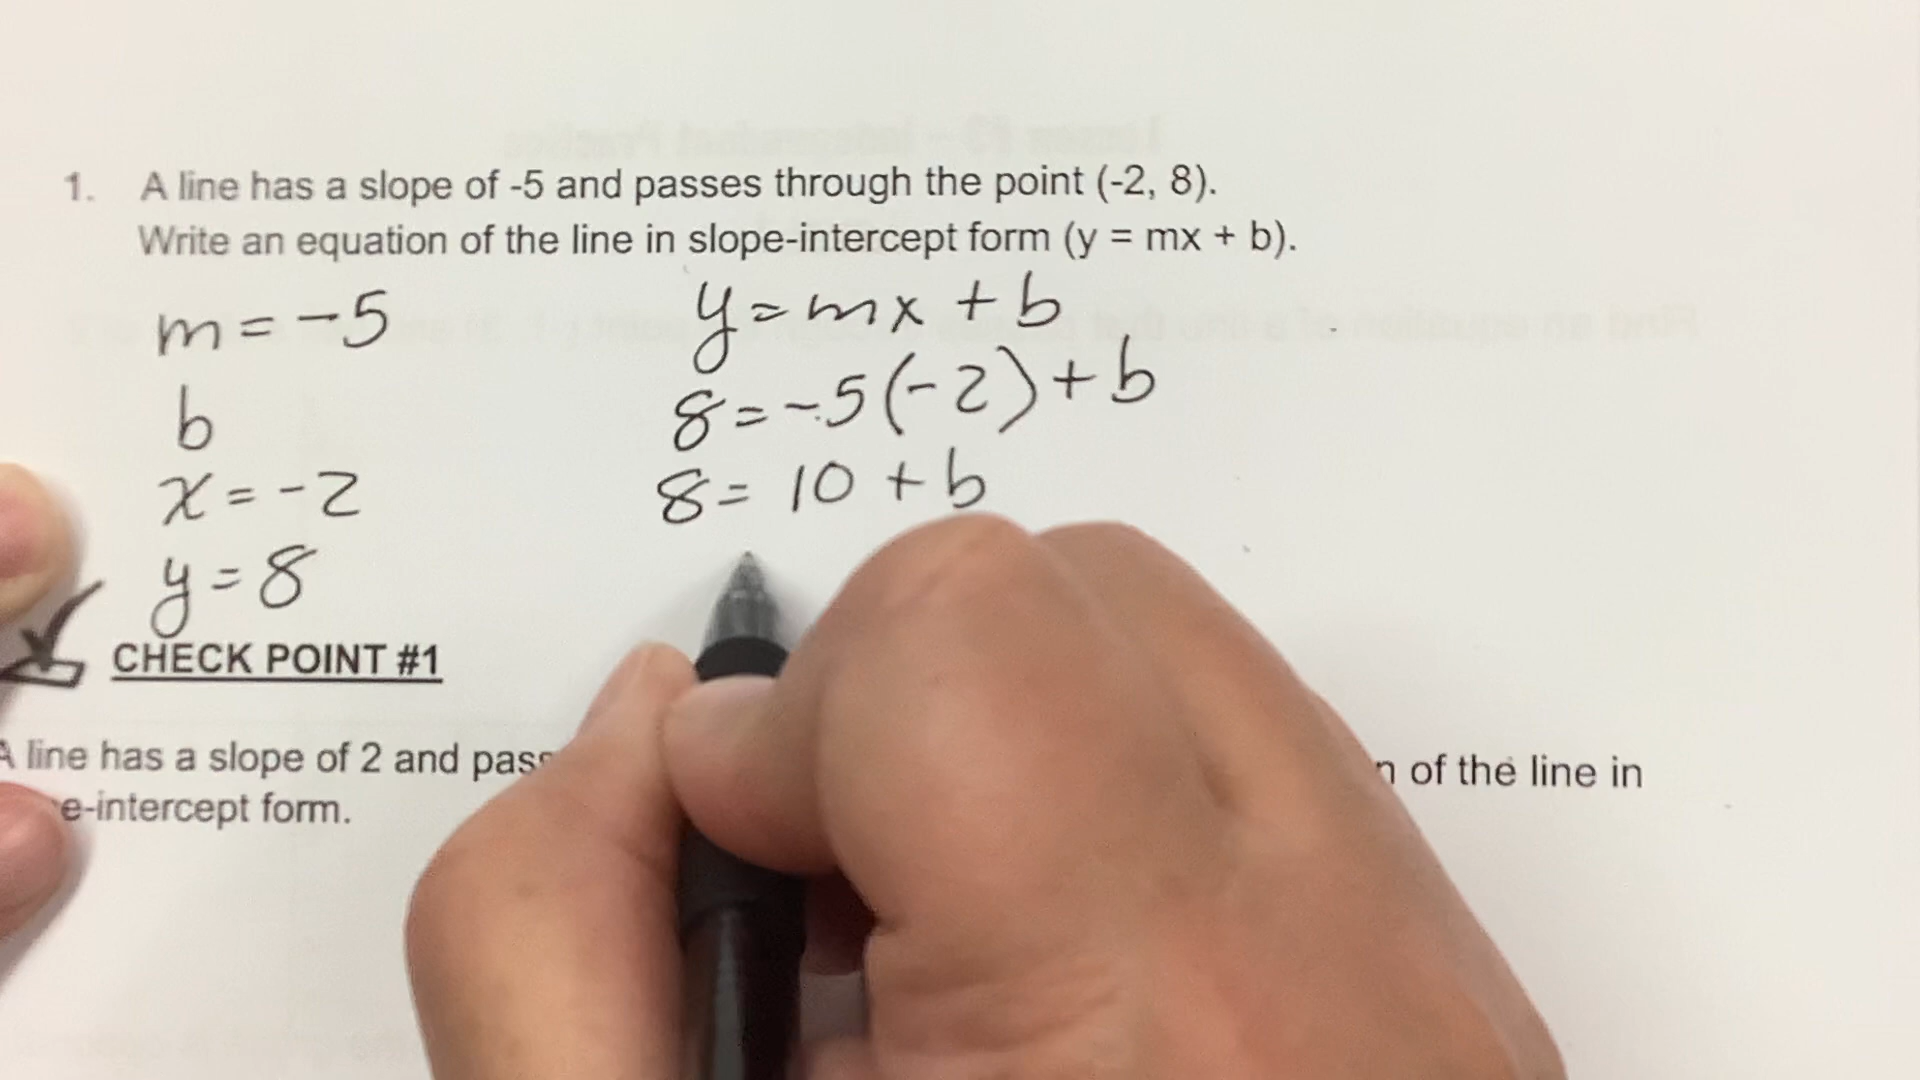 1. A line has a slope of -5 and passes through the point (-2, 8).
Write an equation of the line in slope-intercept form (y = mx + b).
m = -5
b
x = -2
y = 8
y = mx + b
8 = -5(-2) + b
8 = 10 + b
CHECK POINT #1
A line has a slope of 2 and of the line in
e-intercept form.